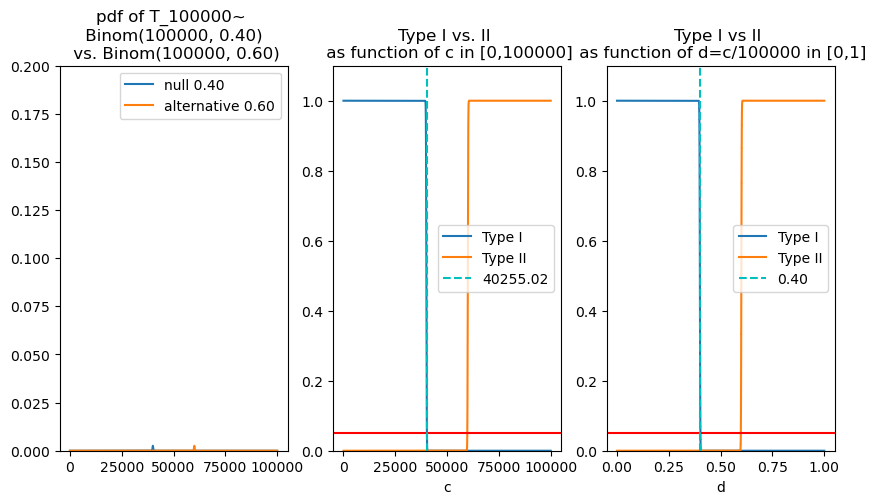 pdf of T_100000~
Binom(100000, 0.40)
vs. Binom(100000, 0.60)
0.200
0.175
0.150
0.125
0.100
0.075
0.050
0.025
0.000
null 0.40
alternative 0.60
0 25000 50000 75000 100000
Type I vs. II
as function of c in [0,100000]
1.0
0.8
0.6
0.4
0.2
0.0
Type I
Type II
40255.02
0 25000 50000 75000 100000
c
Type I vs II
as function of d=c/100000 in [0,1]
1.0
0.8
0.6
0.4
0.2
0.0
Type I
Type II
0.40
0.00 0.25 0.50 0.75 1.00
d